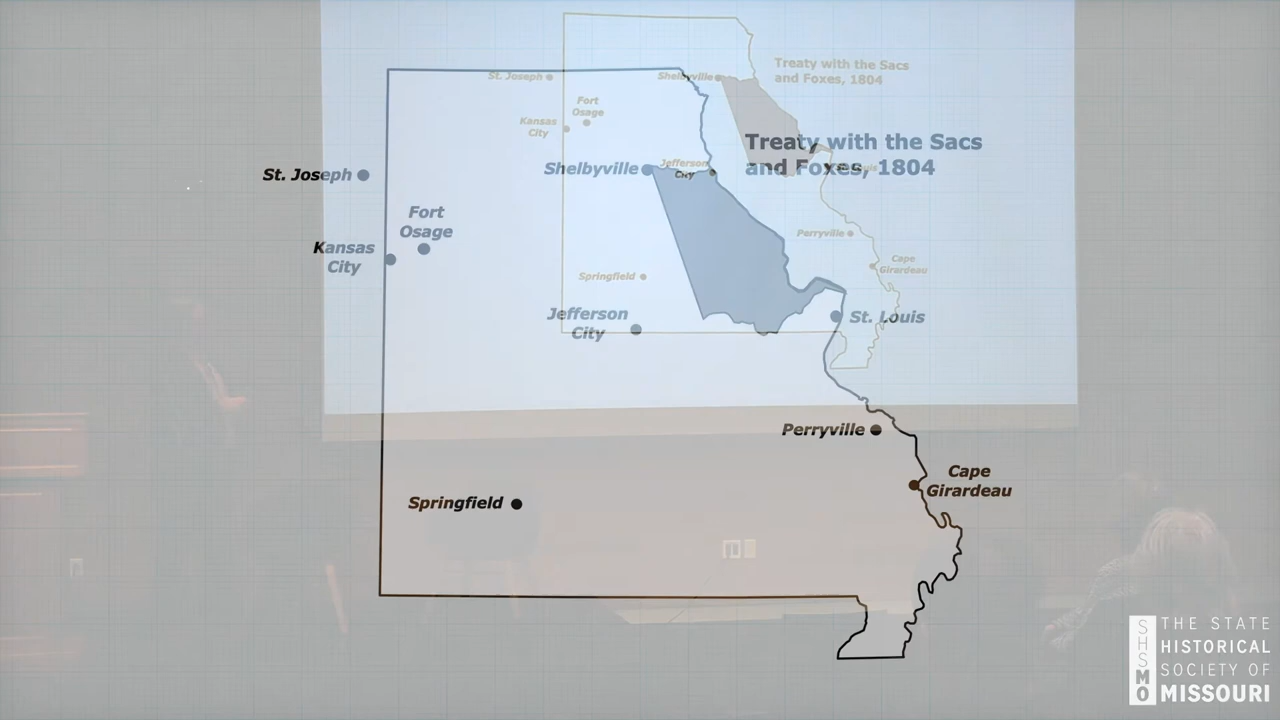 St. Joseph
Shelbyville
Treaty with the Sacs
and Foxes, 1804
Fort
Osage
Kansas
City
Treaty with the Sacs
and Foxes, 1804
Shelbyville
Jefferson
City
St. Joseph
Fort
Osage
Kansas
City
Perryville
Cape
Girardeau
Springfield
Jefferson
City
St. Louis
Perryville
Cape
Girardeau
Springfield
SHSMO
THE STATE
HISTORICAL
SOCIETY OF
MISSOURI